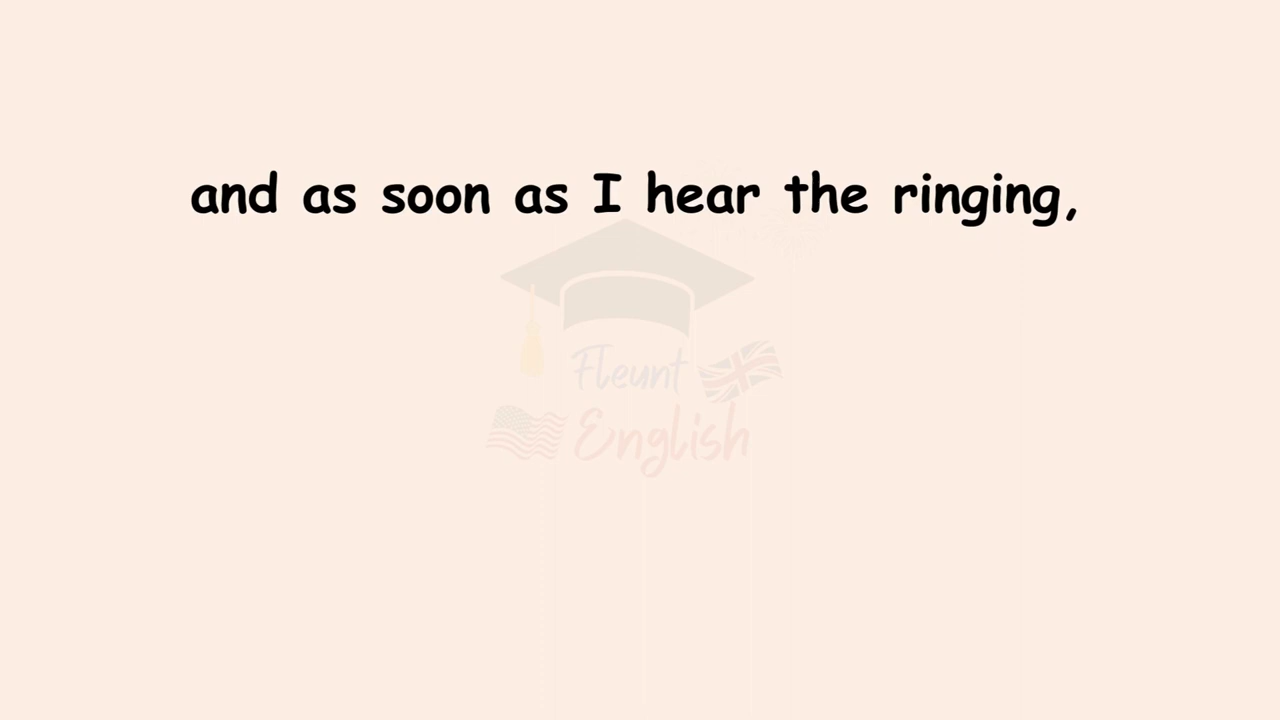 and as soon as I hear the ringing,
Fleunt
English